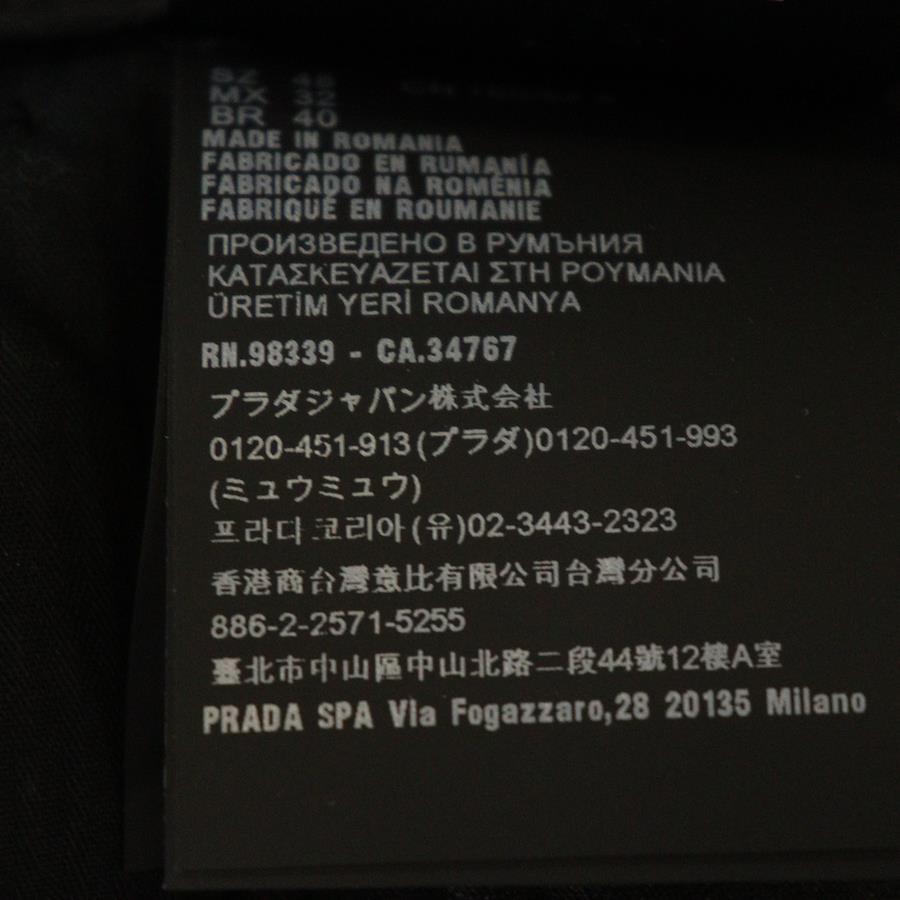 SZ 48
MX 32
BR 40
MADE IN ROMANIA
FABRICADO EN RUMANÍA
FABRICADO NA ROMÉNIA
FABRIQUÉ EN ROUMANIE
ПРОИЗВЕДЕНО В РУМЪНИЯ
ΚΑΤΑΣΚΕΥΑΖΕΤΑΙ ΣΤΗ ΡΟΥΜΑΝΙΑ
ÜRETİM YERİ ROMANYA
RN.98339 - CA.34767
プラダジャパン株式会社
0120-451-913(プラダ)0120-451-993
(ミュウミュウ)
프라다 코리아(유)02-3443-2323
香港商台灣意比有限公司台灣分公司
886-2-2571-5255
臺北市中山區中山北路二段44號12樓A室
PRADA SPA Via Fogazzaro,28 20135 Milano